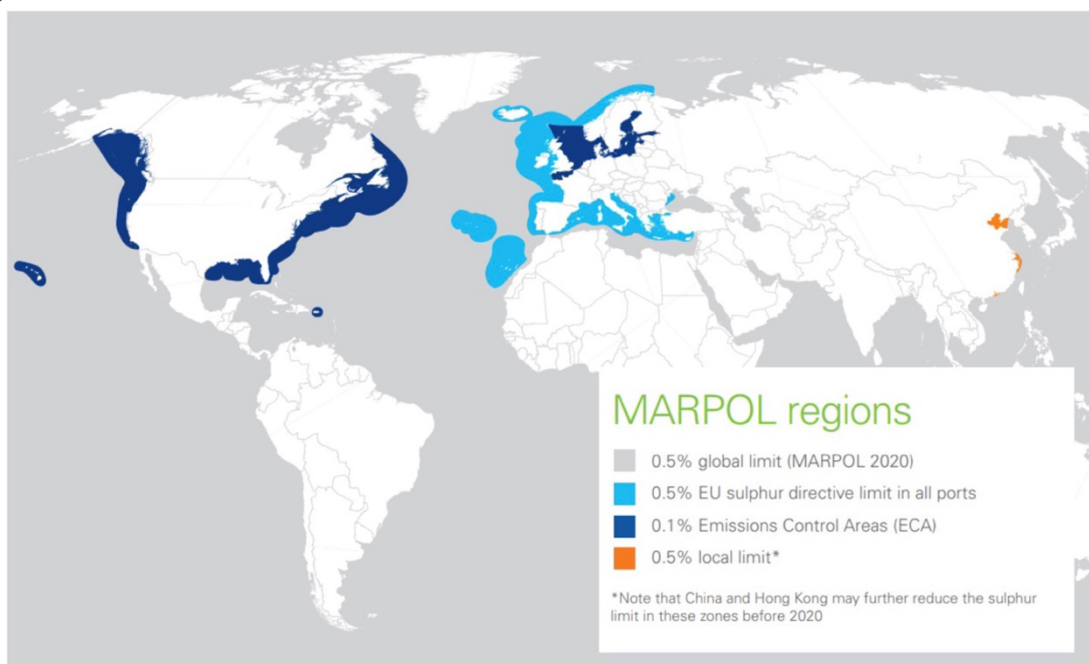 MARPOL regions
0.5% global limit (MARPOL 2020)
0.5% EU sulphur directive limit in all ports
0.1% Emissions Control Areas (ECA)
0.5% local limit*
*Note that China and Hong Kong may further reduce the sulphur
limit in these zones before 2020